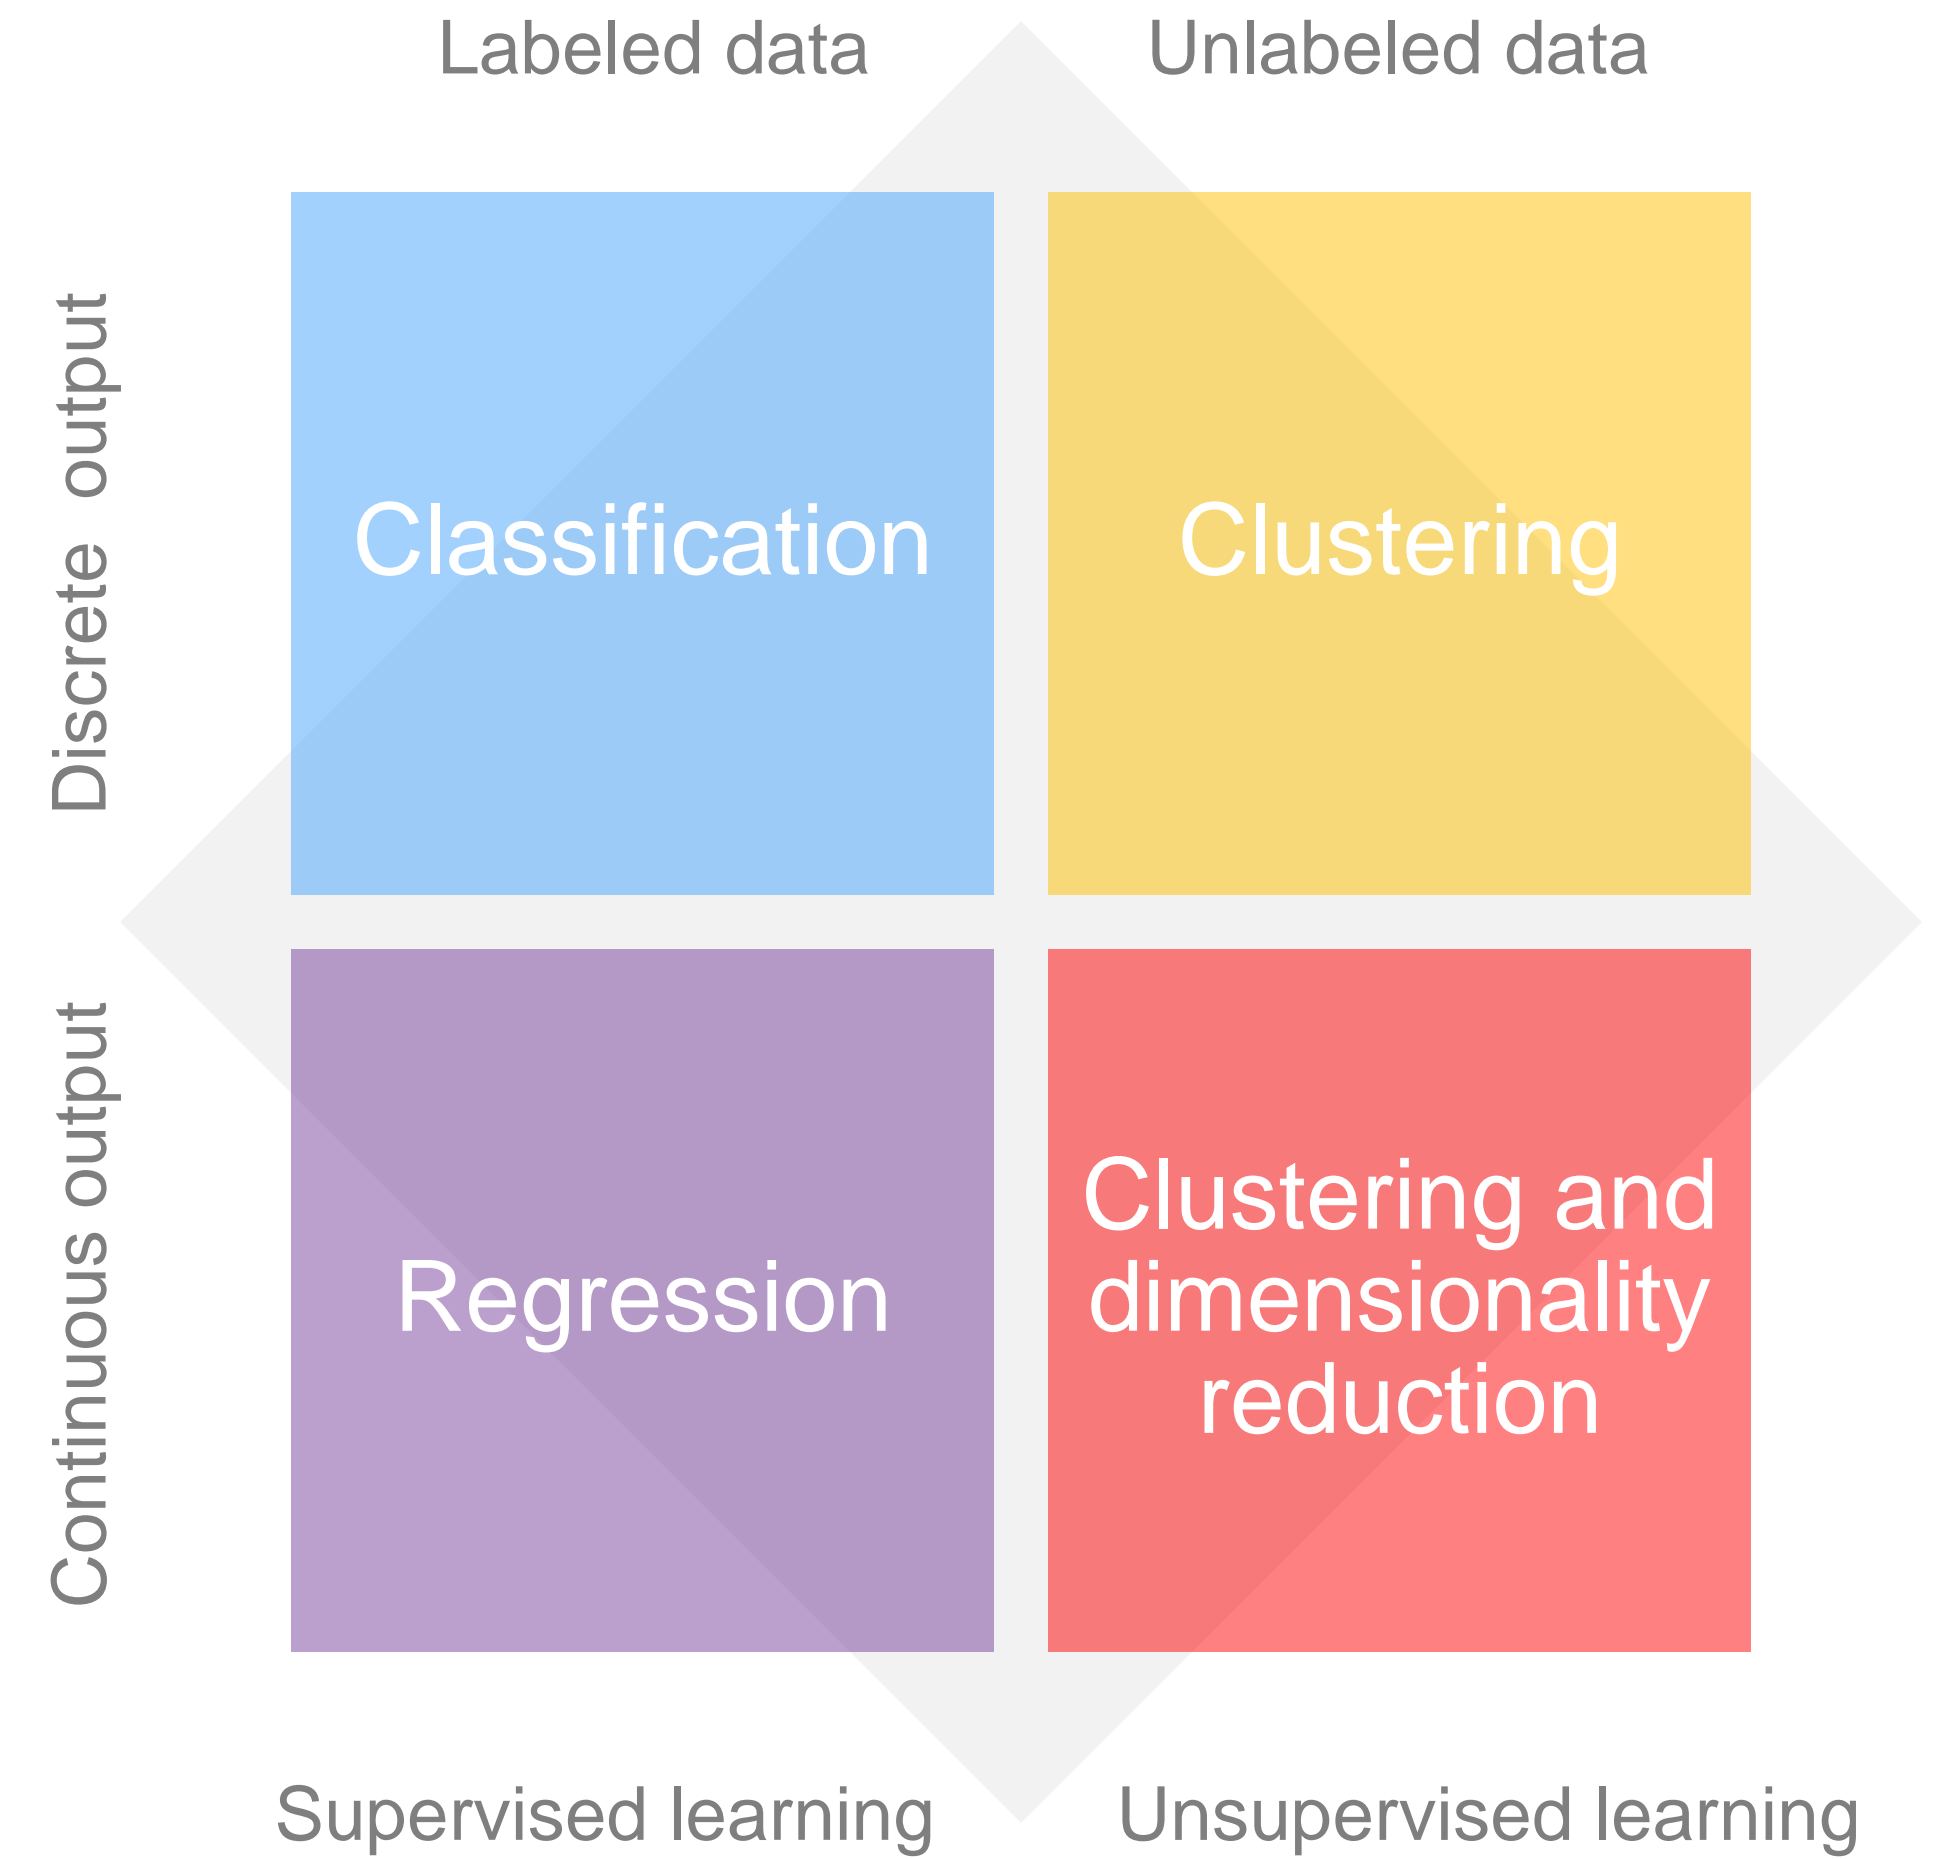 Labeled data
Unlabeled data
Discrete output
Classification
Clustering
Continuous output
Regression
Clustering and
dimensionality
reduction
Supervised learning
Unsupervised learning